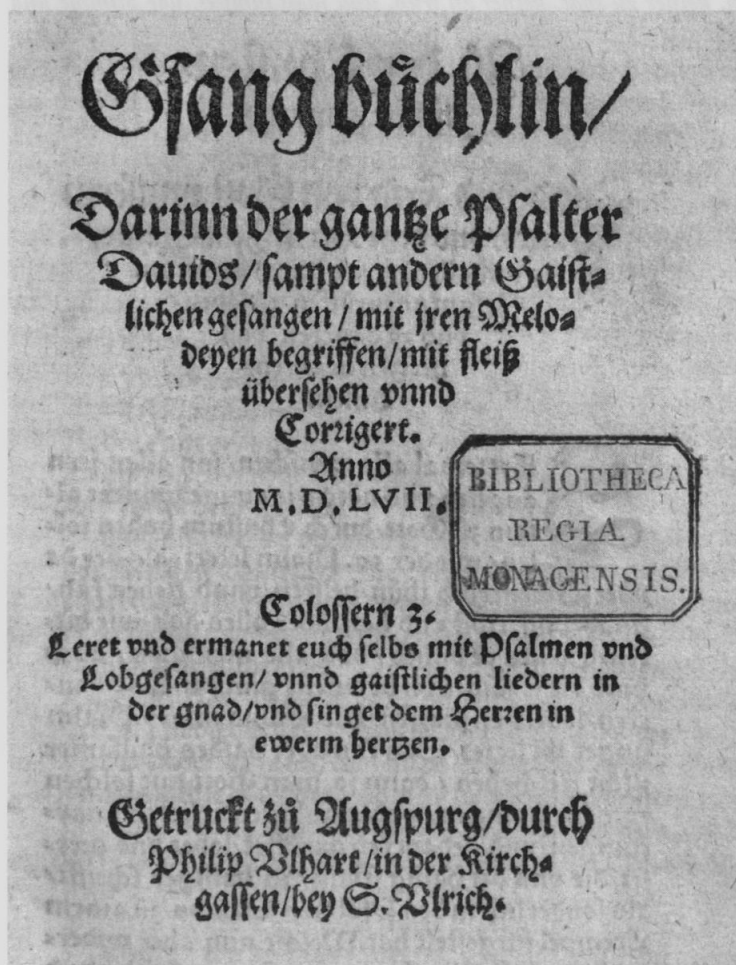 Gsang bůchlin/
Darinn der gantze Psalter
Dauids/ sampt andern Gaist-
lichen gesangen / mit jren Melo-
deyen begriffen/mit fleiß
übersehen vnnd
Corrigert.
Anno
M.D.LVII.
BIBLIOTHECA
REGIA
MONACENSIS.
Colossern 3.
Leret vnd ermanet euch selbs mit Psalmen vnd
Lobgesangen/ vnnd gaistlichen liedern in
der gnad/vnd singet dem Herren in
ewerm hertzen.
Getruckt zů Augspurg/durch
Philip Vlhart/in der Kirch-
gassen/bey S. Vlrich.